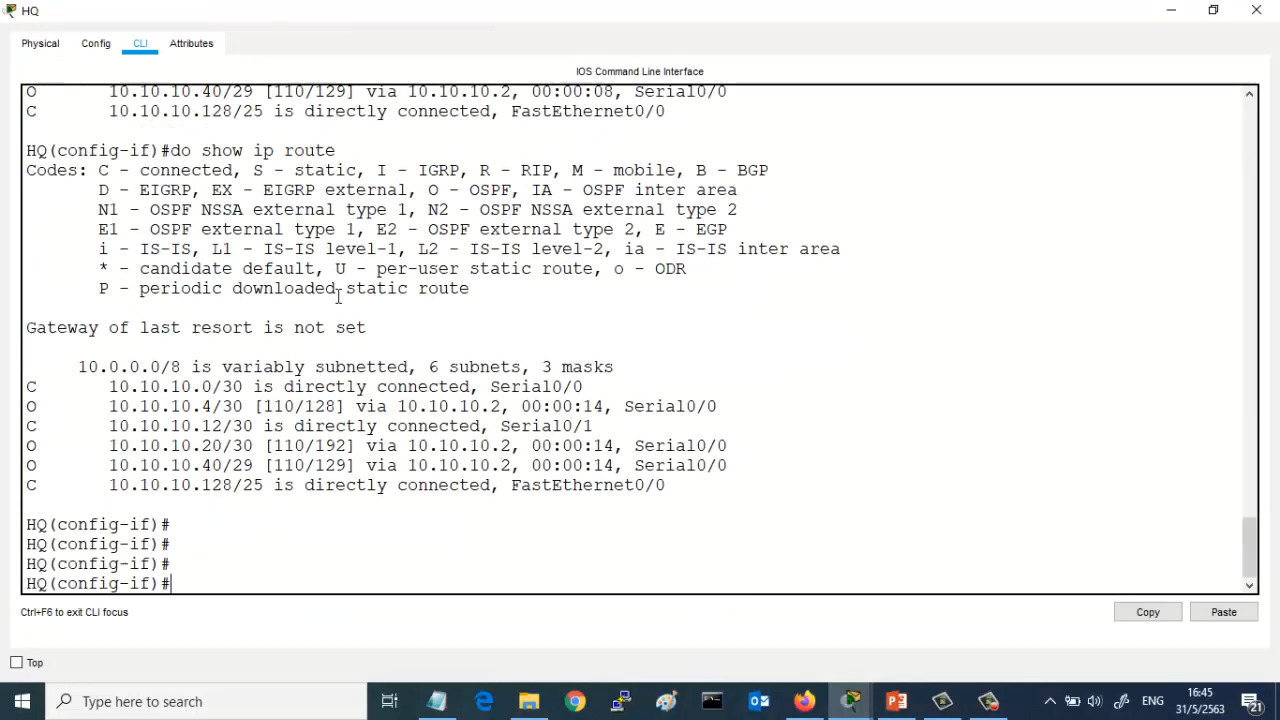 HQ
Physical Config CLI Attributes
IOS Command Line Interface
O 10.10.10.40/29 [110/129] via 10.10.10.2, 00:00:08, Serial0/0
C 10.10.10.128/25 is directly connected, FastEthernet0/0
HQ(config-if)#do show ip route
Codes: C - connected, S - static, I - IGRP, R - RIP, M - mobile, B - BGP
D - EIGRP, EX - EIGRP external, O - OSPF, IA - OSPF inter area
N1 - OSPF NSSA external type 1, N2 - OSPF NSSA external type 2
E1 - OSPF external type 1, E2 - OSPF external type 2, E - EGP
i - IS-IS, L1 - IS-IS level-1, L2 - IS-IS level-2, ia - IS-IS inter area
* - candidate default, U - per-user static route, o - ODR
P - periodic downloaded static route
Gateway of last resort is not set
10.0.0.0/8 is variably subnetted, 6 subnets, 3 masks
C 10.10.10.0/30 is directly connected, Serial0/0
O 10.10.10.4/30 [110/128] via 10.10.10.2, 00:00:14, Serial0/0
C 10.10.10.12/30 is directly connected, Serial0/1
O 10.10.10.20/30 [110/192] via 10.10.10.2, 00:00:14, Serial0/0
O 10.10.10.40/29 [110/129] via 10.10.10.2, 00:00:14, Serial0/0
C 10.10.10.128/25 is directly connected, FastEthernet0/0
HQ(config-if)#
HQ(config-if)#
HQ(config-if)#
HQ(config-if)#
Ctrl+F6 to exit CLI focus
Copy Paste
Top
Type here to search
ENG
16:45
31/5/2563
21